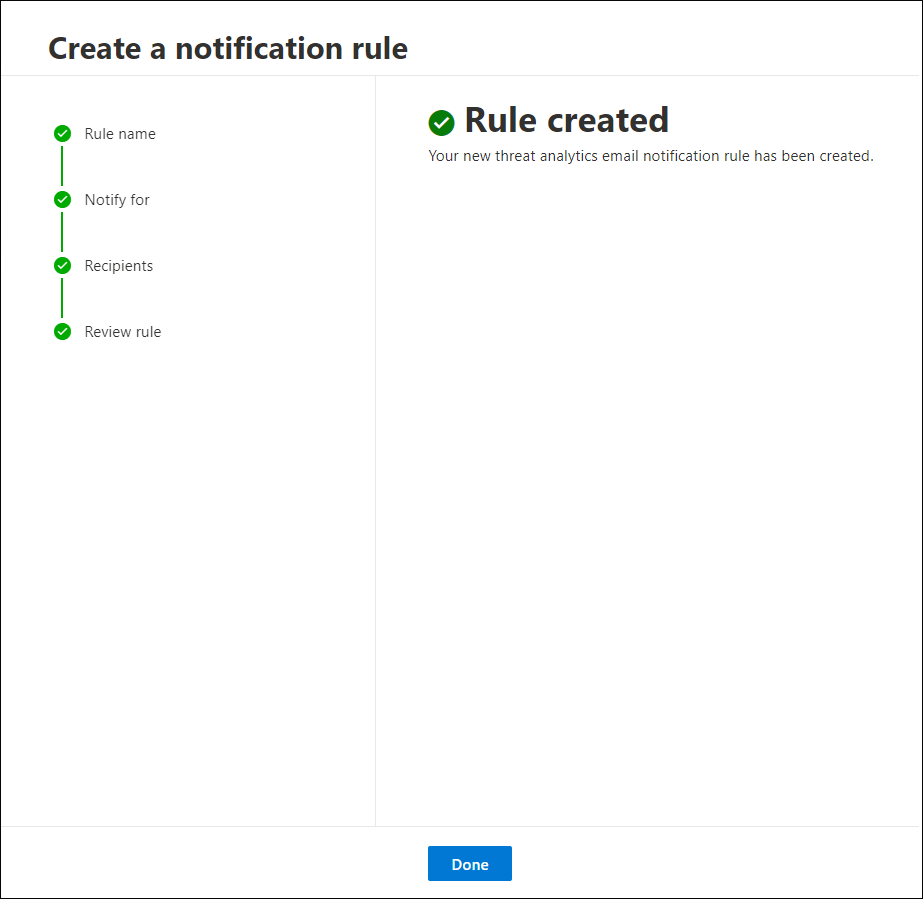 Create a notification rule
Rule name
Notify for
Recipients
Review rule
Rule created
Your new threat analytics email notification rule has been created.
Done